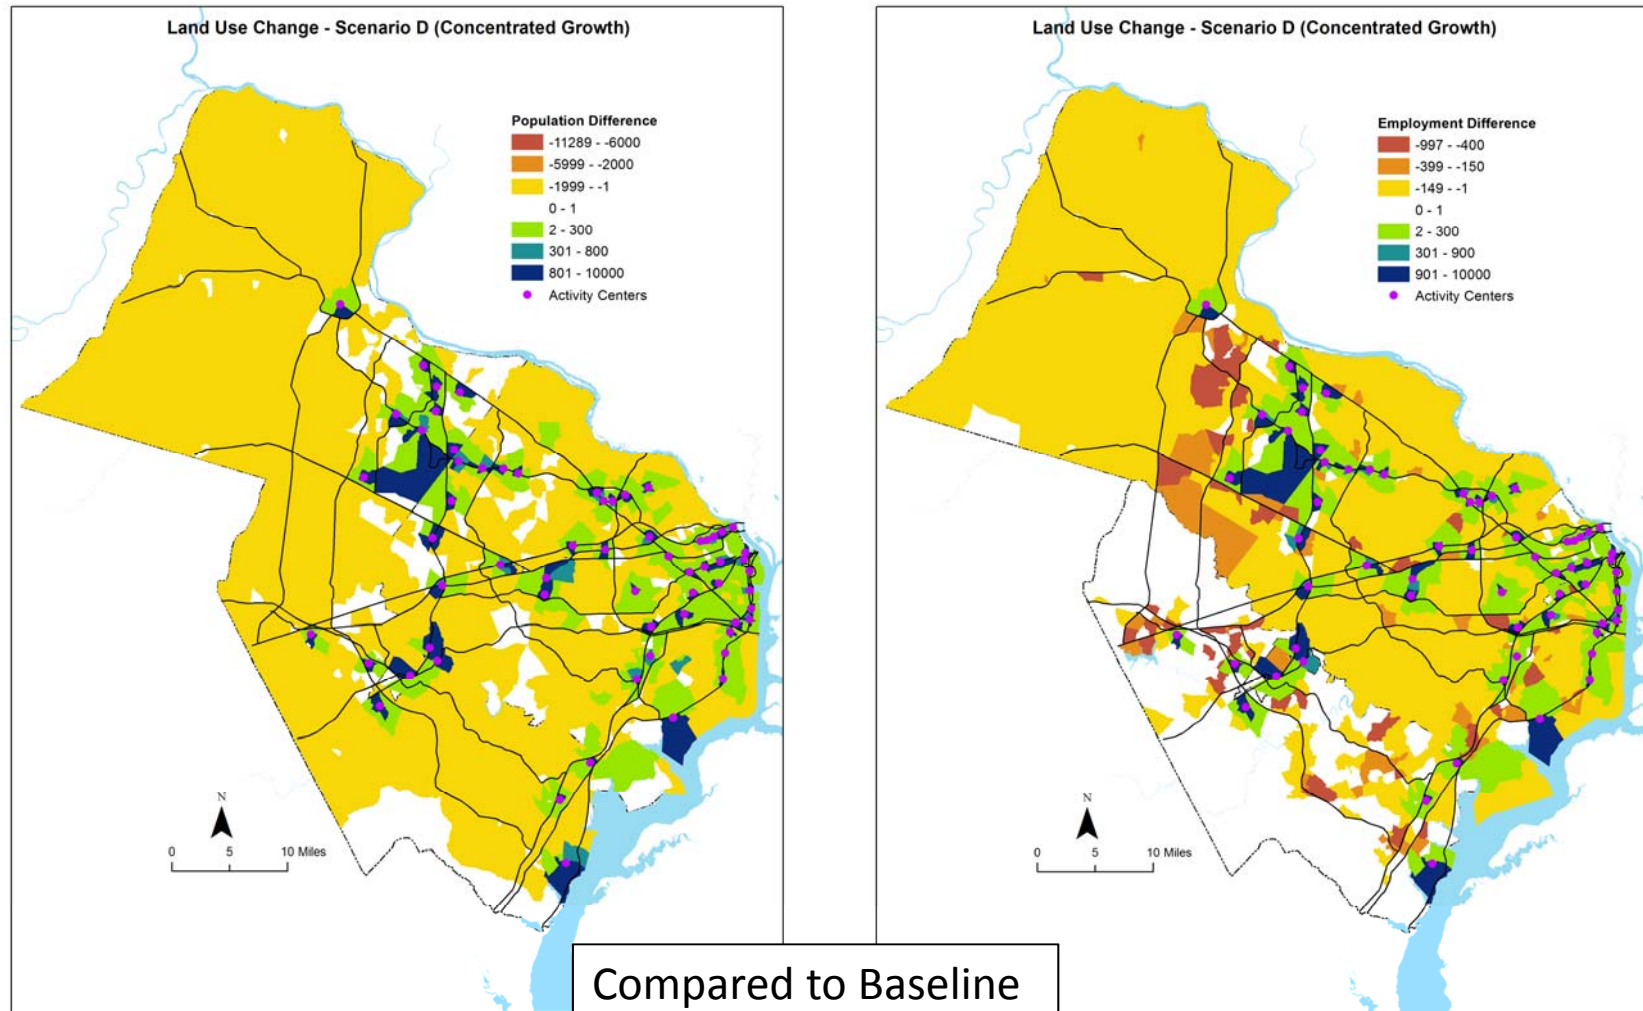 Land Use Change - Scenario D (Concentrated Growth)
Population Difference
-11289 - -6000
-5999 - -2000
-1999 - -1
0 - 1
2 - 300
301 - 800
801 - 10000
Activity Centers
N
0 5 10 Miles
Land Use Change - Scenario D (Concentrated Growth)
Employment Difference
-997 - -400
-399 - -150
-149 - -1
0 - 1
2 - 300
301 - 900
901 - 10000
Activity Centers
N
0 5 10 Miles
Compared to Baseline